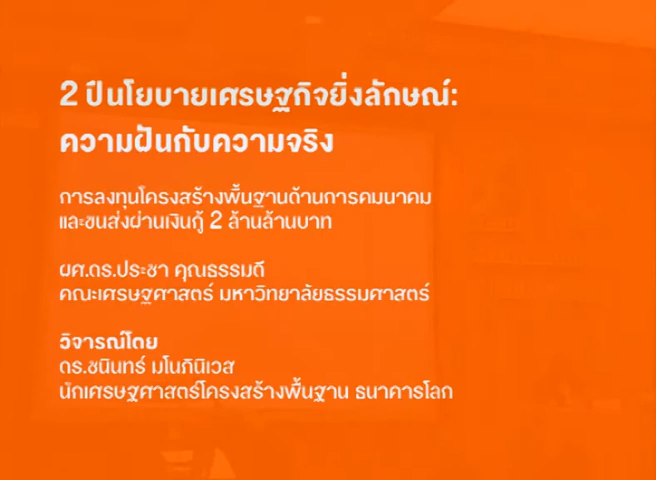 2 ปีนโยบายเศรษฐกิจยิ่งลักษณ์:
ความฝันกับความจริง
การลงทุนโครงสร้างพื้นฐานด้านการคมนาคม
และขนส่งผ่านเงินกู้ 2 ล้านล้านบาท
ผศ.ดร.ประชา คุณธรรมดี
คณะเศรษฐศาสตร์ มหาวิทยาลัยธรรมศาสตร์
วิจารณ์โดย
ดร.ชนินทร์ มโนภินิเวส
นักเศรษฐศาสตร์โครงสร้างพื้นฐาน ธนาคารโลก